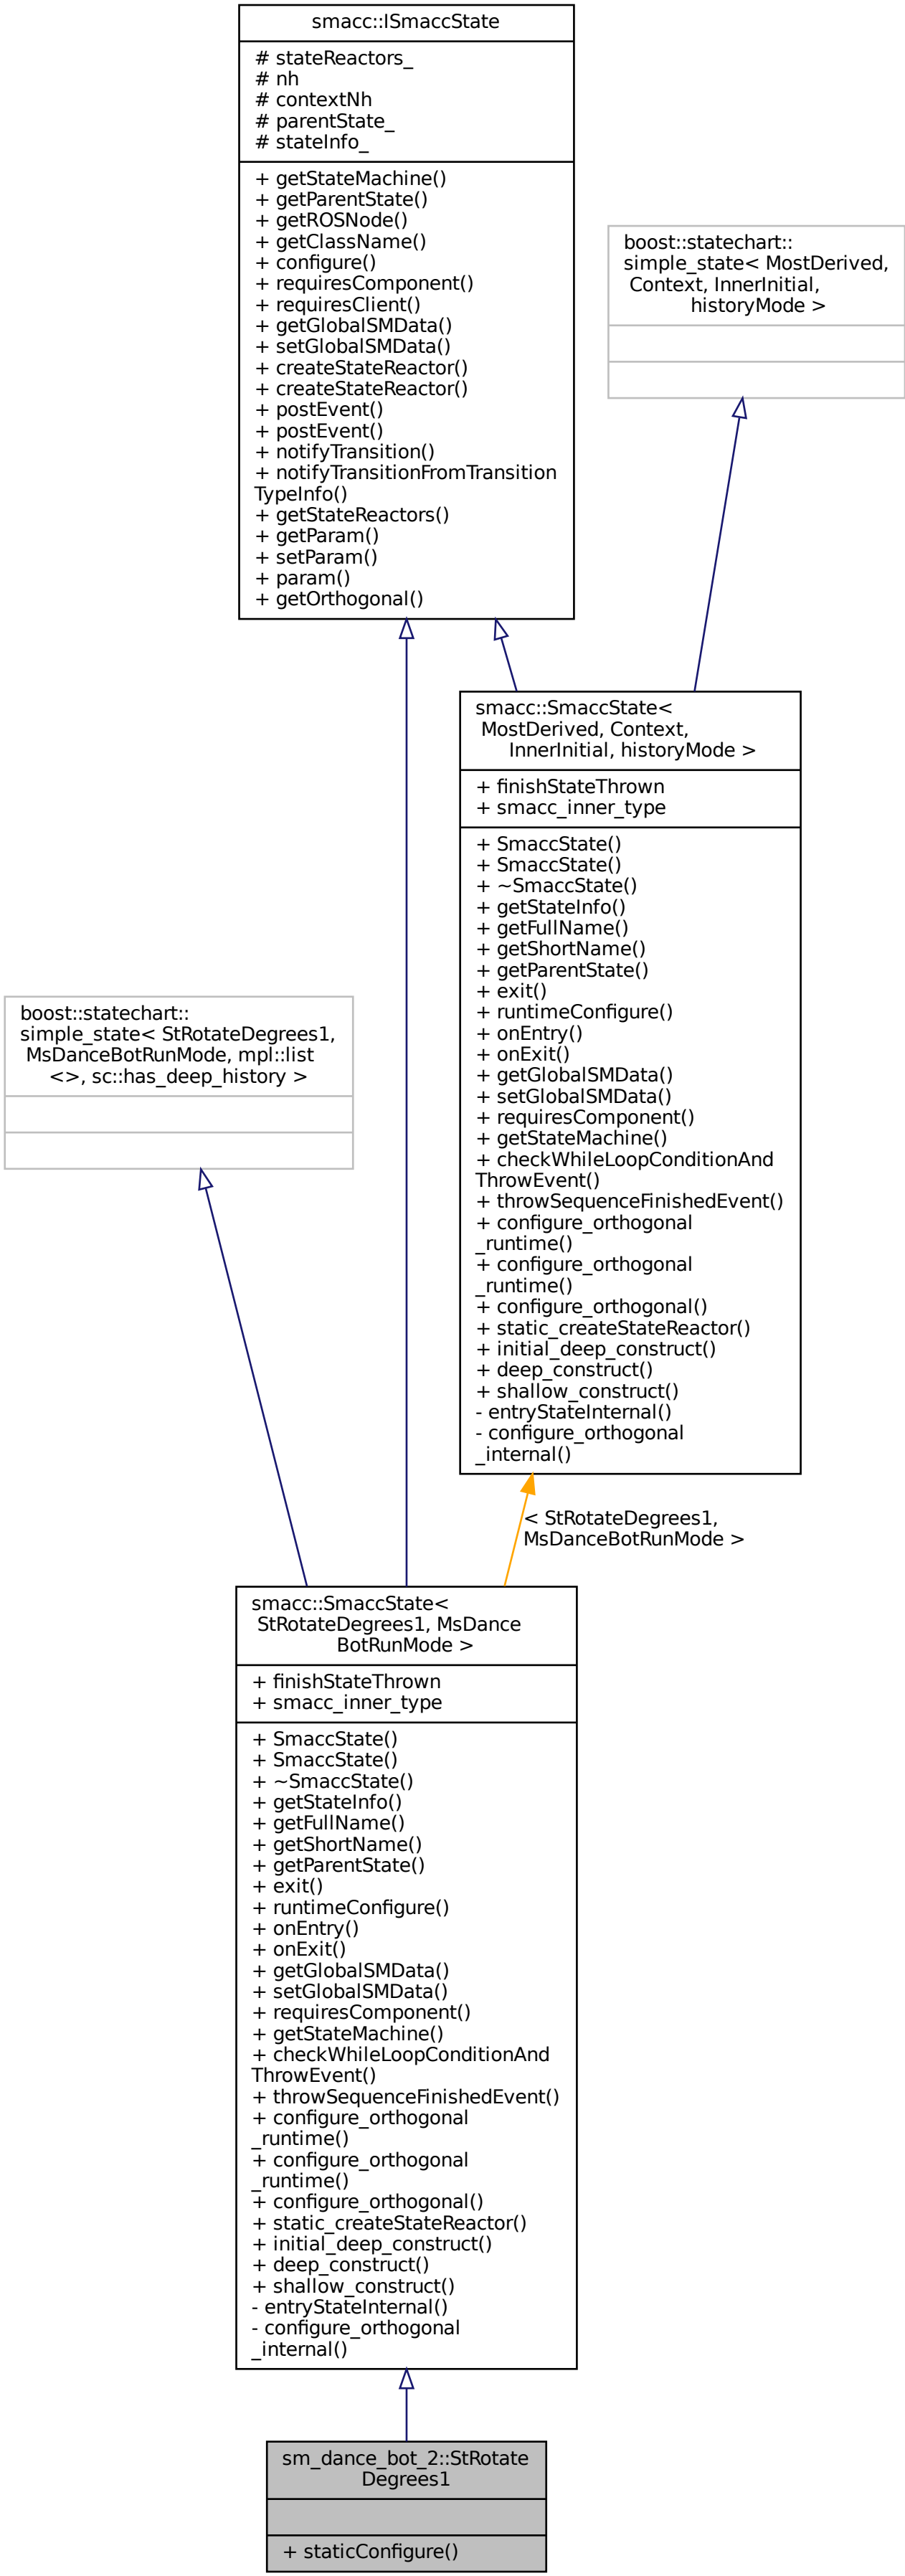 smacc::ISmaccState
# stateReactors_
# nh
# contextNh
# parentState_
# stateInfo_
+ getStateMachine()
+ getParentState()
+ getROSNode()
+ getClassName()
+ configure()
+ requiresComponent()
+ requiresClient()
+ getGlobalSMData()
+ setGlobalSMData()
+ createStateReactor()
+ createStateReactor()
+ postEvent()
+ postEvent()
+ notifyTransition()
+ notifyTransitionFromTransition
TypeInfo()
+ getStateReactors()
+ getParam()
+ setParam()
+ param()
+ getOrthogonal()
boost::statechart::
simple_state< MostDerived,
Context, InnerInitial,
historyMode >
smacc::SmaccState<
MostDerived, Context,
InnerInitial, historyMode >
+ finishStateThrown
+ smacc_inner_type
+ SmaccState()
+ SmaccState()
+ ~SmaccState()
+ getStateInfo()
+ getFullName()
+ getShortName()
+ getParentState()
+ exit()
+ runtimeConfigure()
+ onEntry()
+ onExit()
+ getGlobalSMData()
+ setGlobalSMData()
+ requiresComponent()
+ getStateMachine()
+ checkWhileLoopConditionAnd
ThrowEvent()
+ throwSequenceFinishedEvent()
+ configure_orthogonal
_runtime()
+ configure_orthogonal
_runtime()
+ configure_orthogonal()
+ static_createStateReactor()
+ initial_deep_construct()
+ deep_construct()
+ shallow_construct()
- entryStateInternal()
- configure_orthogonal
_internal()
boost::statechart::
simple_state< StRotateDegrees1,
MsDanceBotRunMode, mpl::list
<>, sc::has_deep_history >
< StRotateDegrees1,
MsDanceBotRunMode >
smacc::SmaccState<
StRotateDegrees1, MsDance
BotRunMode >
+ finishStateThrown
+ smacc_inner_type
+ SmaccState()
+ SmaccState()
+ ~SmaccState()
+ getStateInfo()
+ getFullName()
+ getShortName()
+ getParentState()
+ exit()
+ runtimeConfigure()
+ onEntry()
+ onExit()
+ getGlobalSMData()
+ setGlobalSMData()
+ requiresComponent()
+ getStateMachine()
+ checkWhileLoopConditionAnd
ThrowEvent()
+ throwSequenceFinishedEvent()
+ configure_orthogonal
_runtime()
+ configure_orthogonal
_runtime()
+ configure_orthogonal()
+ static_createStateReactor()
+ initial_deep_construct()
+ deep_construct()
+ shallow_construct()
- entryStateInternal()
- configure_orthogonal
_internal()
sm_dance_bot_2::StRotate
Degrees1
+ staticConfigure()